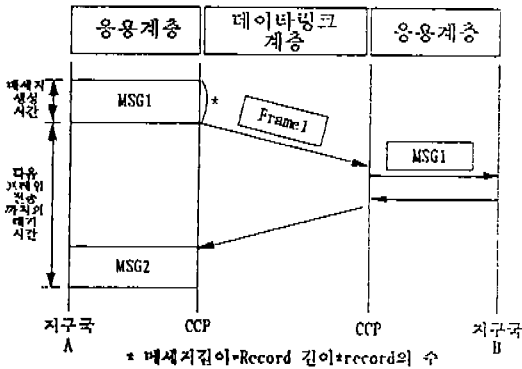 응용계층
데이타링크
계층
응용계층
메세지
생성
시간
MSG1
*
Frame1
MSG1
다음
프레임
전송
까지의
대기
시간
MSG2
지구국
A
CCP
CCP
지구국
B
* 메세지길이=Record 길이*record의 수